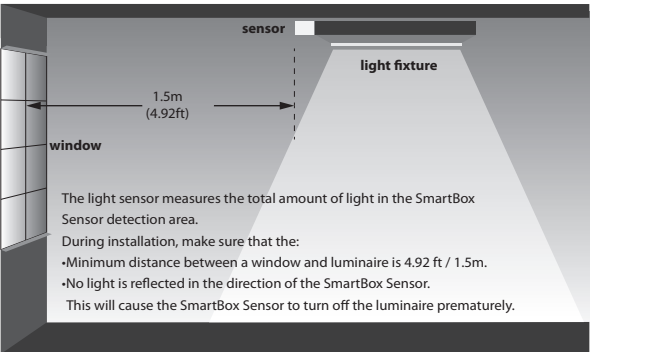 sensor
light fixture
1.5m
(4.92ft)
window
The light sensor measures the total amount of light in the SmartBox
Sensor detection area.
During installation, make sure that the:
•Minimum distance between a window and luminaire is 4.92 ft / 1.5m.
•No light is reflected in the direction of the SmartBox Sensor.
This will cause the SmartBox Sensor to turn off the luminaire prematurely.